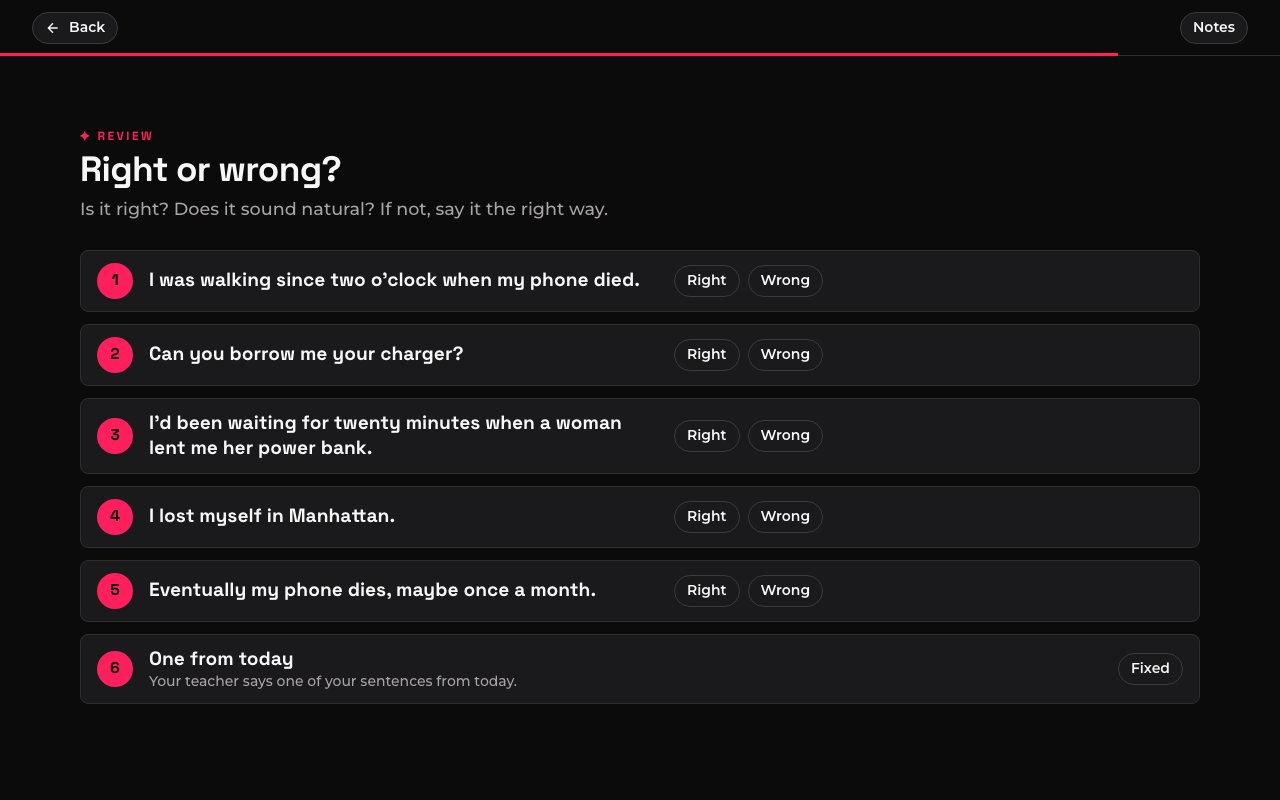 Back
Notes
REVIEW
Right or wrong?
Is it right? Does it sound natural? If not, say it the right way.
1 I was walking since two o’clock when my phone died. Right Wrong
2 Can you borrow me your charger? Right Wrong
3 I’d been waiting for twenty minutes when a woman
lent me her power bank. Right Wrong
4 I lost myself in Manhattan. Right Wrong
5 Eventually my phone dies, maybe once a month. Right Wrong
6 One from today
Your teacher says one of your sentences from today.
Fixed